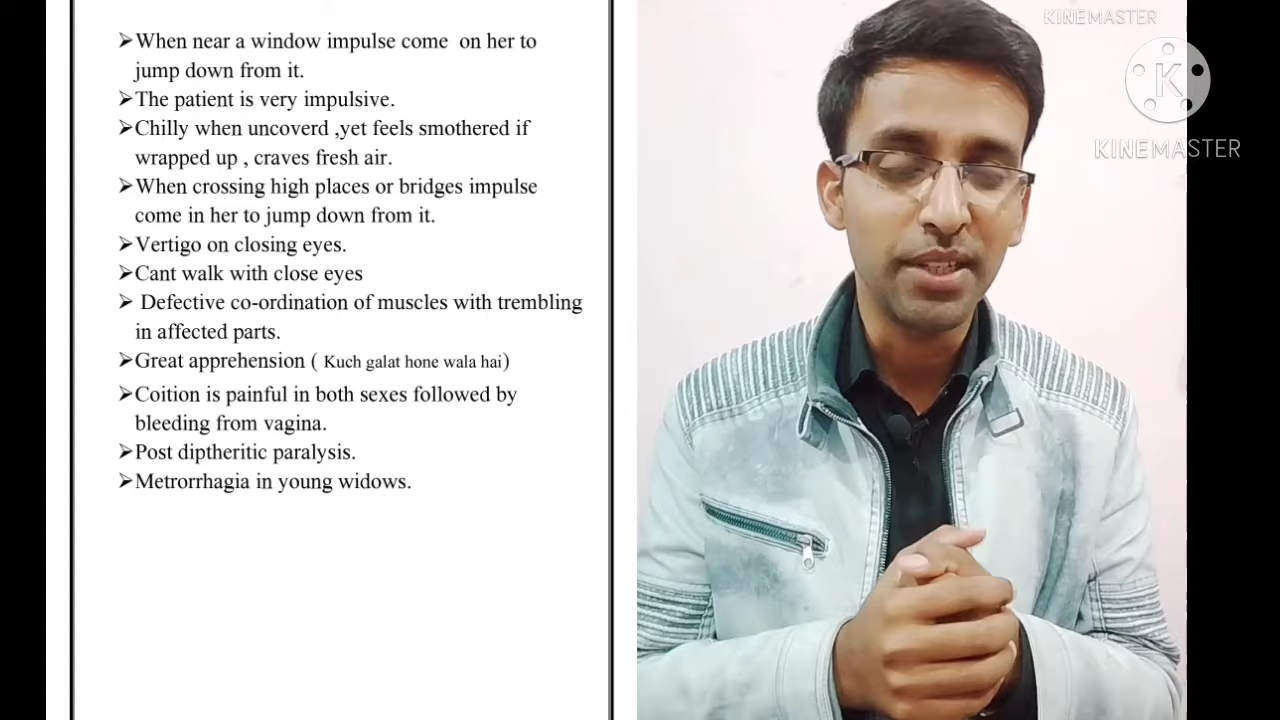 ➢When near a window impulse come on her to
jump down from it.
➢The patient is very impulsive.
➢Chilly when uncoverd ,yet feels smothered if
wrapped up , craves fresh air.
➢When crossing high places or bridges impulse
come in her to jump down from it.
➢Vertigo on closing eyes.
➢Cant walk with close eyes
➢ Defective co-ordination of muscles with trembling
in affected parts.
➢Great apprehension ( Kuch galat hone wala hai)
➢Coition is painful in both sexes followed by
bleeding from vagina.
➢Post diptheritic paralysis.
➢Metrorrhagia in young widows.
KINEMASTER
K
KINEMASTER